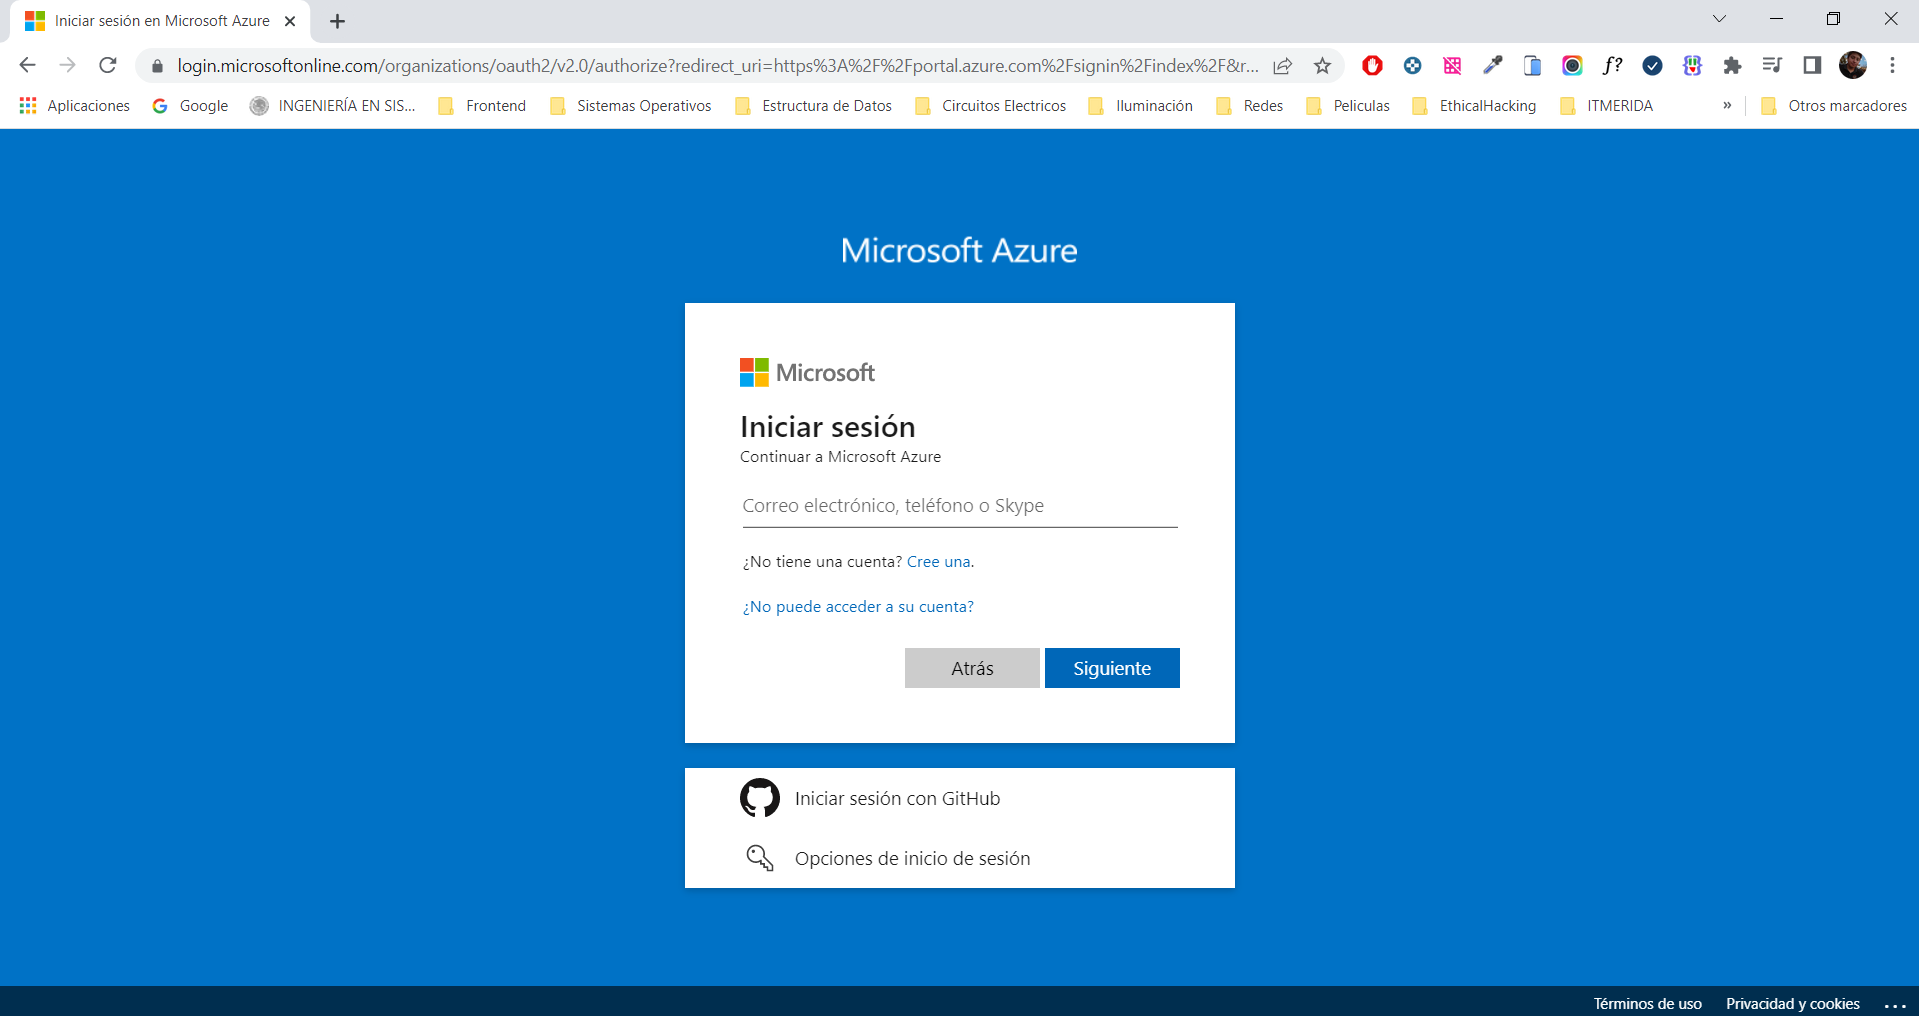 Iniciar sesión en Microsoft Azure
login.microsoftonline.com/organizations/oauth2/v2.0/authorize?redirect_uri=https%3A%2F%2Fportal.azure.com%2Fsignin%2Findex%2F&r...
f?
Aplicaciones Google INGENIERÍA EN SIS... Frontend Sistemas Operativos Estructura de Datos Circuitos Electricos Iluminación Redes Peliculas EthicalHacking ITMERIDA » Otros marcadores
Microsoft Azure
Microsoft
Iniciar sesión
Continuar a Microsoft Azure
Correo electrónico, teléfono o Skype
¿No tiene una cuenta? Cree una.
¿No puede acceder a su cuenta?
Atrás Siguiente
Iniciar sesión con GitHub
Opciones de inicio de sesión
Términos de uso Privacidad y cookies ...